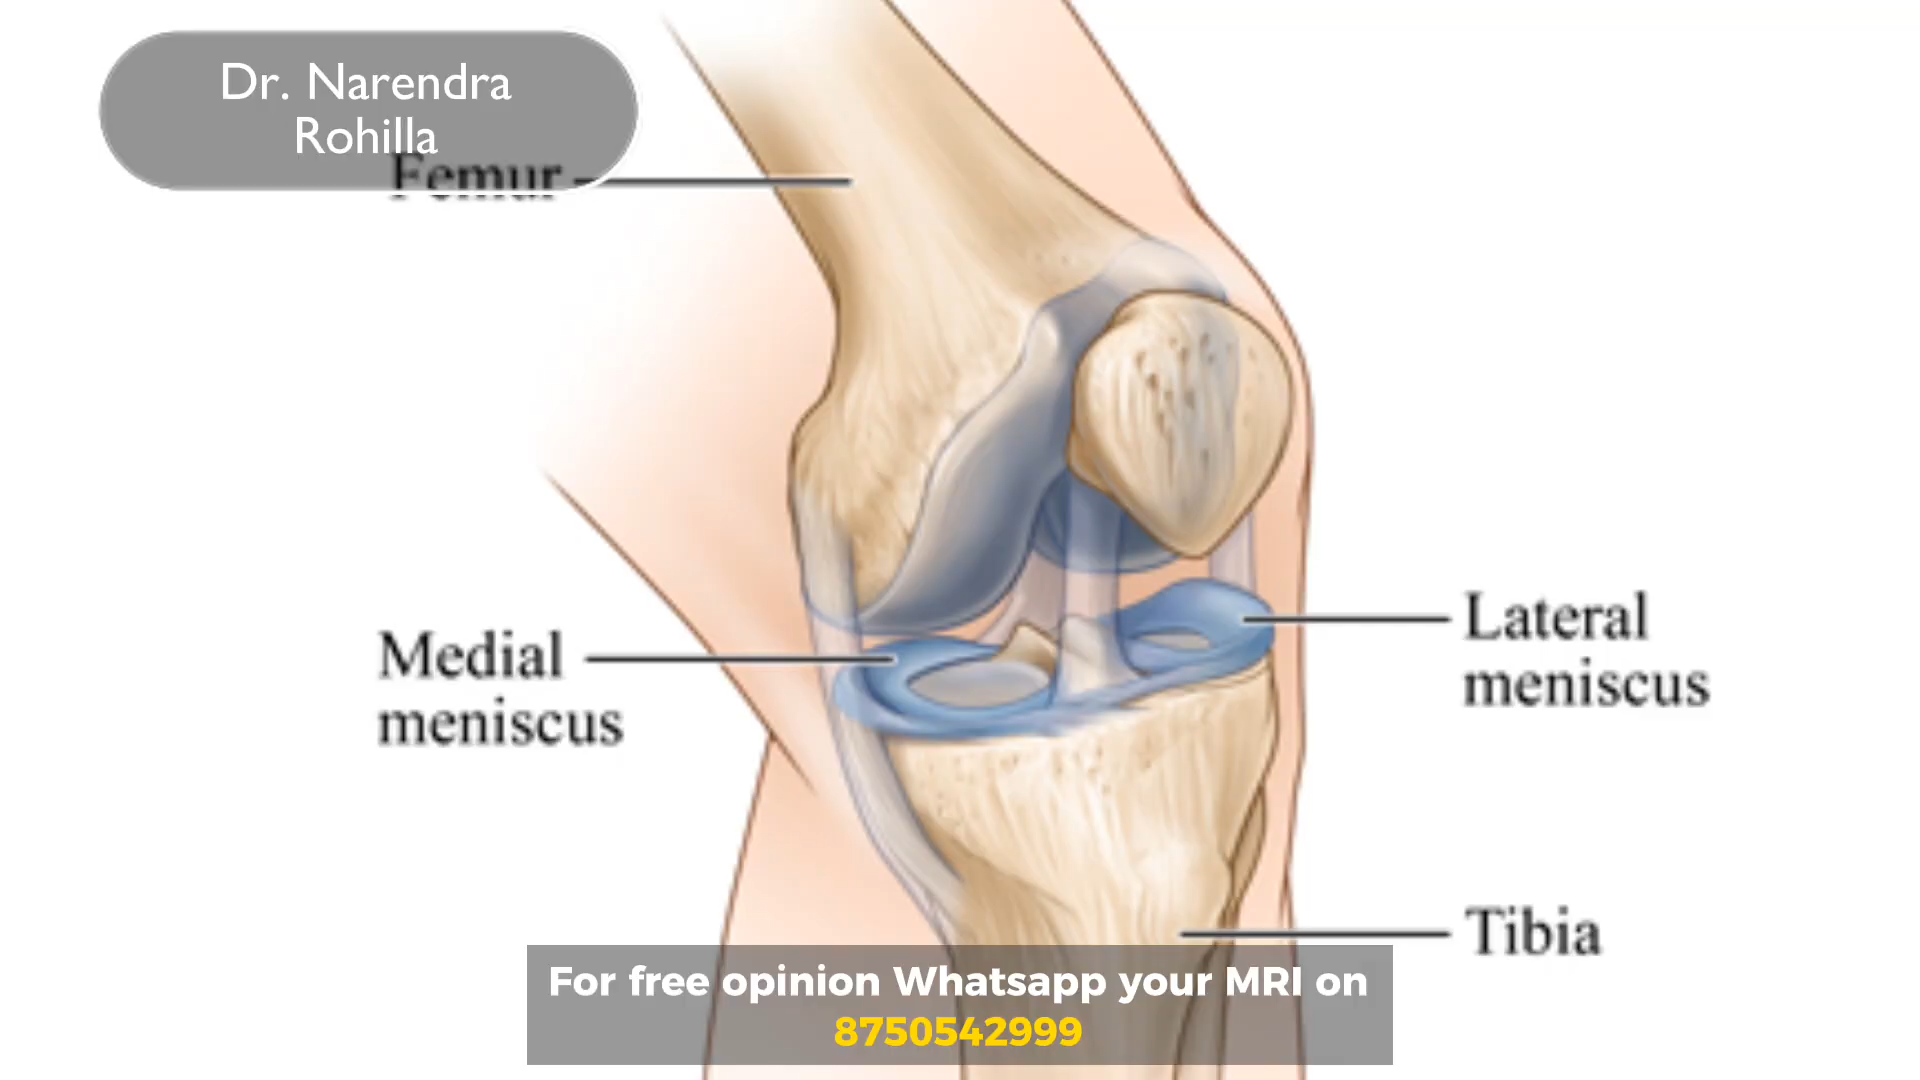 Dr. Narendra
Rohilla
Femur
Medial
meniscus
Lateral
meniscus
Tibia
For free opinion Whatsapp your MRI on
8750542999